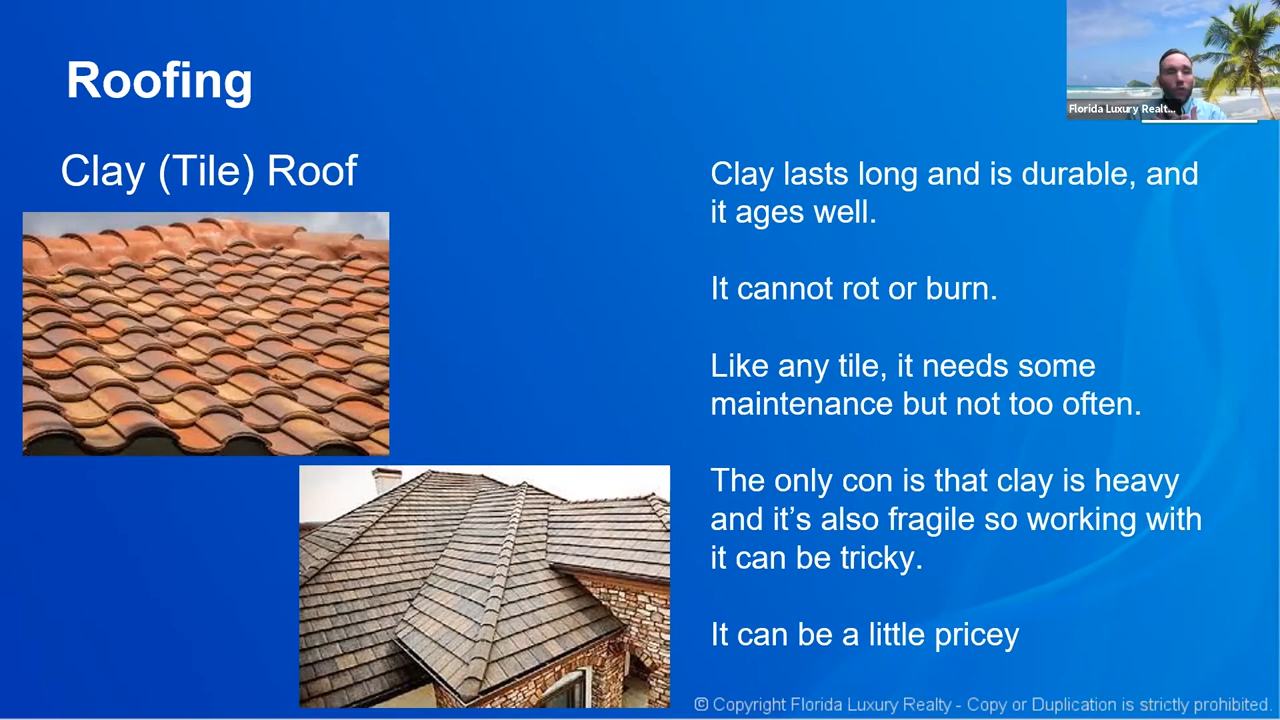 Roofing
Florida Luxury Realt...
Clay (Tile) Roof
Clay lasts long and is durable, and
it ages well.
It cannot rot or burn.
Like any tile, it needs some
maintenance but not too often.
The only con is that clay is heavy
and it’s also fragile so working with
it can be tricky.
It can be a little pricey
© Copyright Florida Luxury Realty - Copy or Duplication is strictly prohibited.